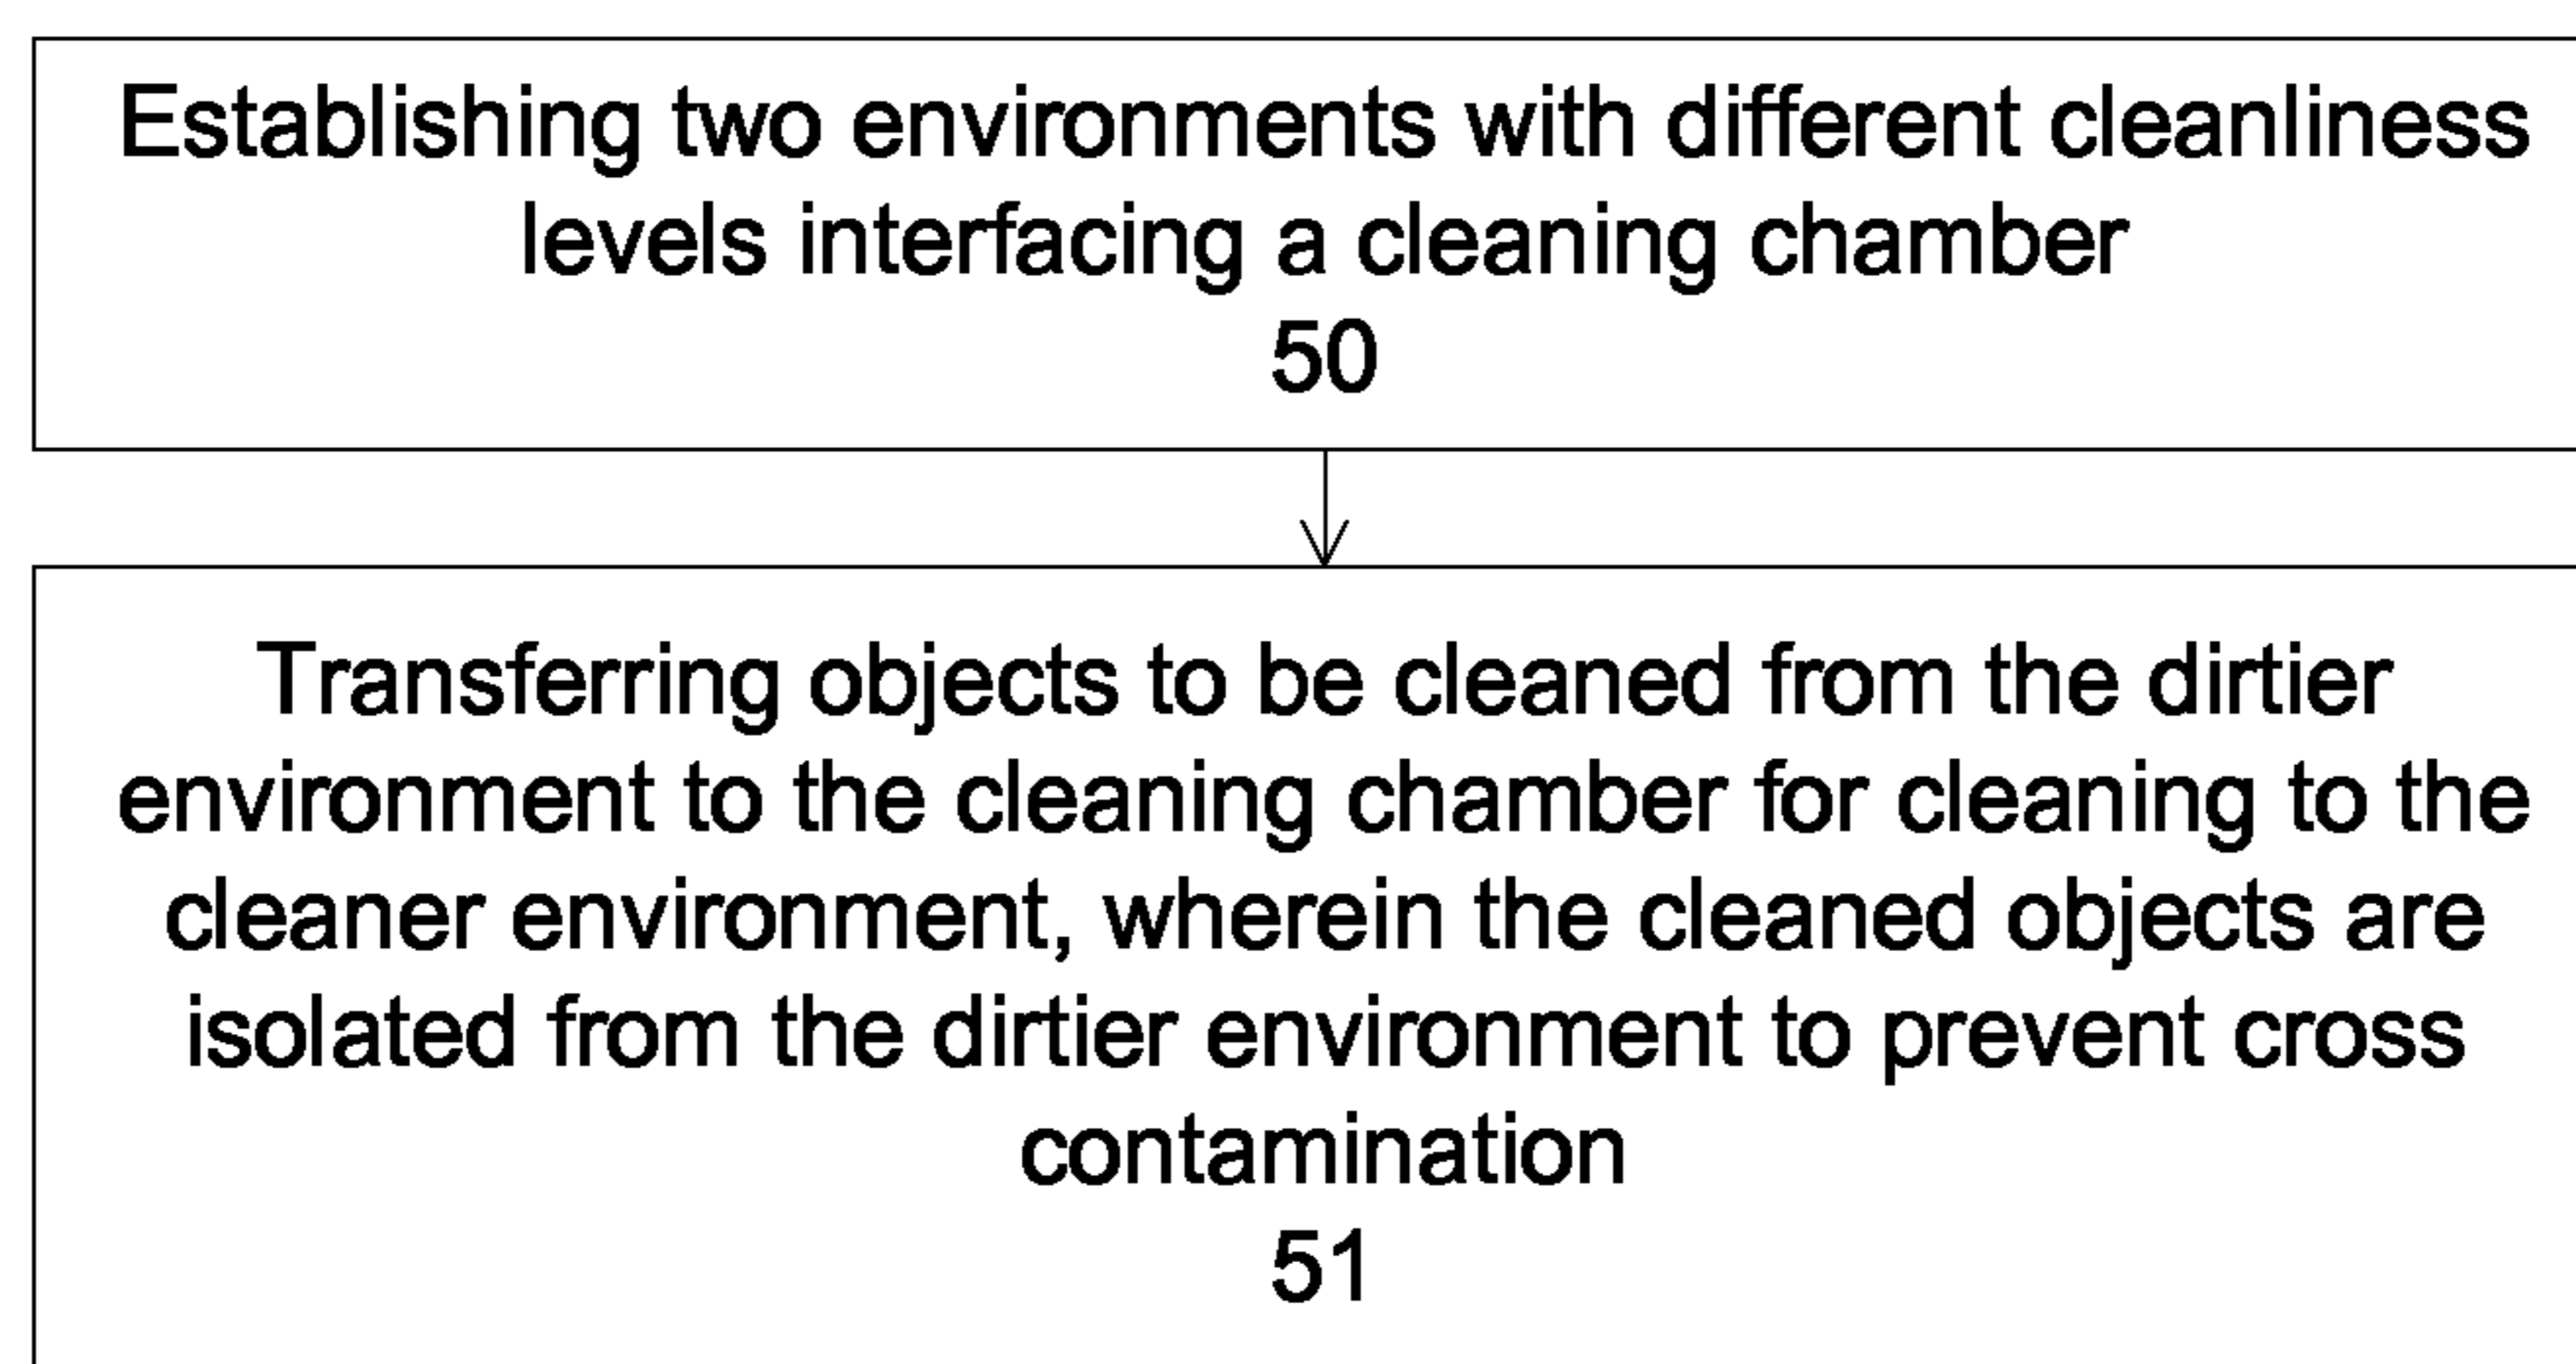 Establishing two environments with different cleanliness
levels interfacing a cleaning chamber
50
Transferring objects to be cleaned from the dirtier
environment to the cleaning chamber for cleaning to the
cleaner environment, wherein the cleaned objects are
isolated from the dirtier environment to prevent cross
contamination
51